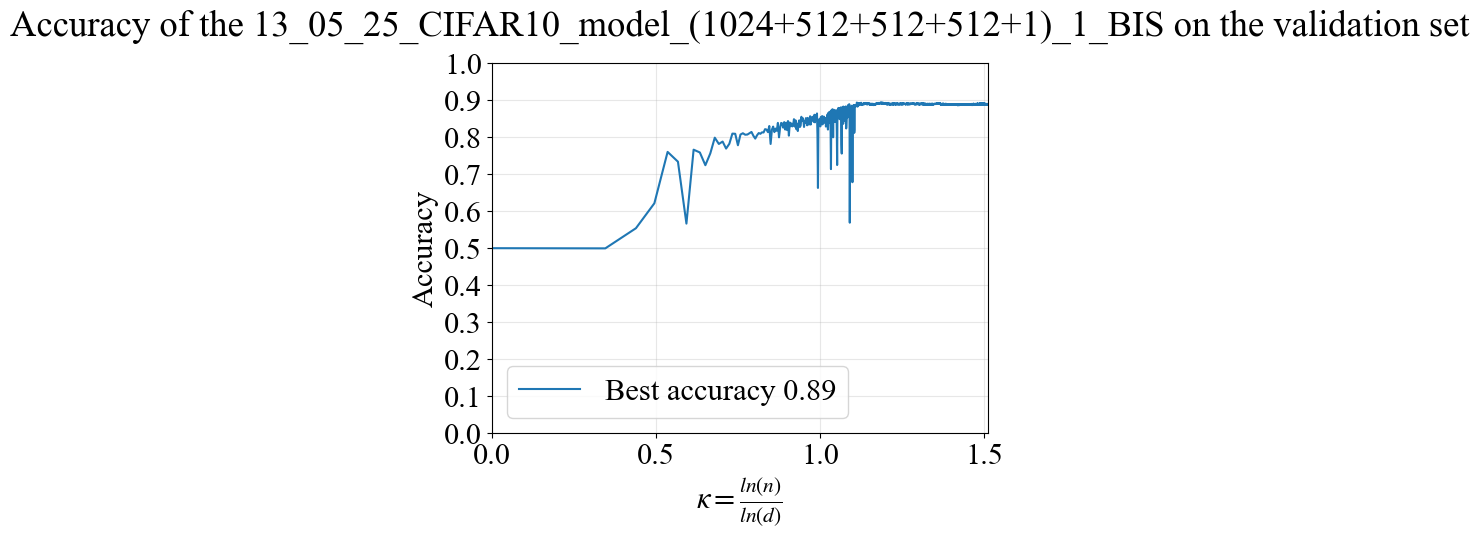 Accuracy of the 13_05_25_CIFAR10_model_(1024+512+512+512+1)_1_BIS on the validation set
1.0
0.9
0.8
0.7
0.6
0.5
0.4
0.3
0.2
0.1
0.0
Accuracy
Best accuracy 0.89
0.0 0.5 1.0 1.5
κ = ln(n)/ln(d)